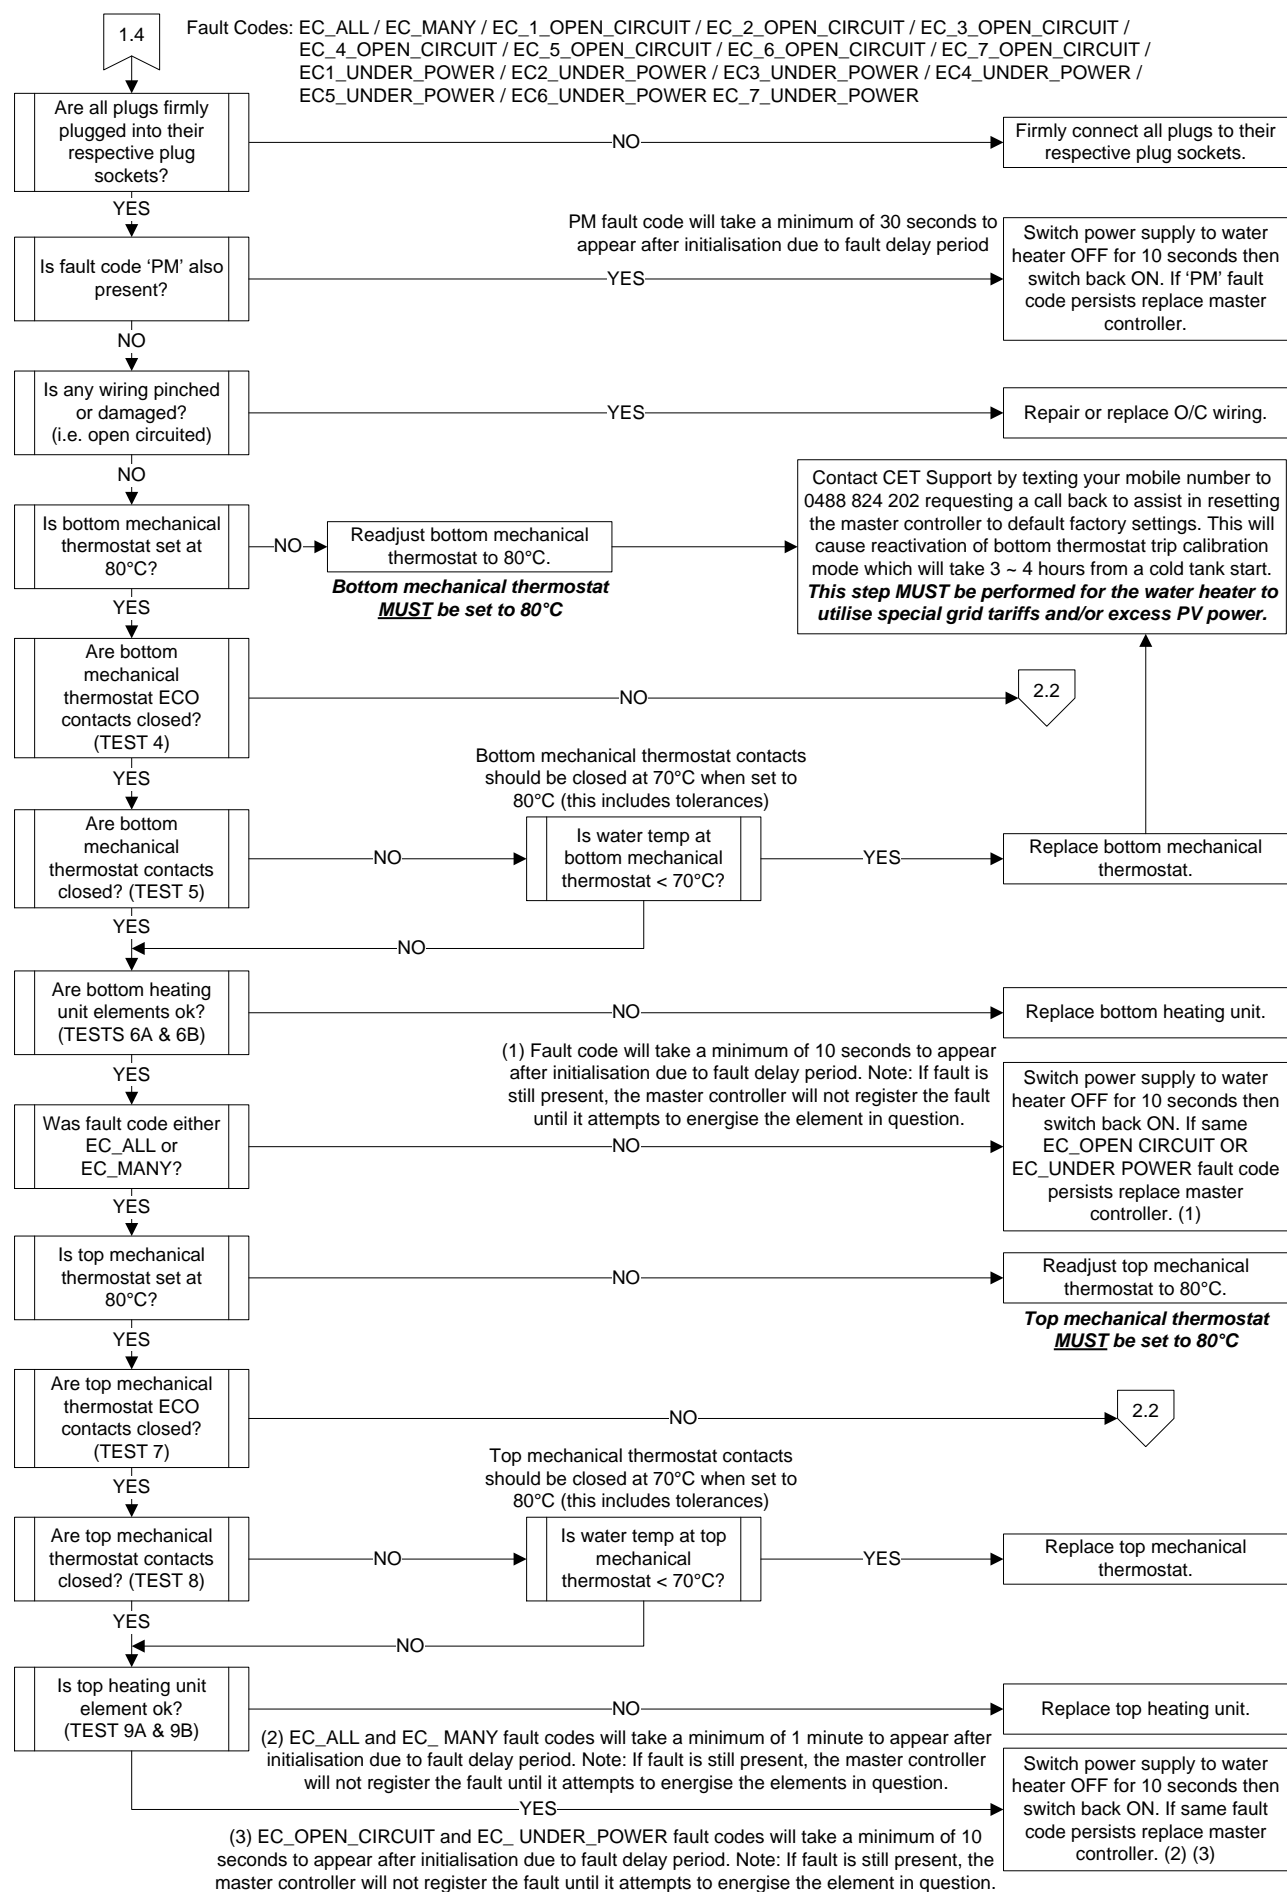 1.4
Fault Codes: EC_ALL / EC_MANY / EC_1_OPEN_CIRCUIT / EC_2_OPEN_CIRCUIT / EC_3_OPEN_CIRCUIT /
EC_4_OPEN_CIRCUIT / EC_5_OPEN_CIRCUIT / EC_6_OPEN_CIRCUIT / EC_7_OPEN_CIRCUIT /
EC1_UNDER_POWER / EC2_UNDER_POWER / EC3_UNDER_POWER / EC4_UNDER_POWER /
EC5_UNDER_POWER / EC6_UNDER_POWER EC_7_UNDER_POWER
Are all plugs firmly
plugged into their
respective plug
sockets?
NO
Firmly connect all plugs to their
respective plug sockets.
YES
Is fault code ‘PM’ also
present?
PM fault code will take a minimum of 30 seconds to
appear after initialisation due to fault delay period
YES
Switch power supply to water
heater OFF for 10 seconds then
switch back ON. If ‘PM’ fault
code persists replace master
controller.
NO
Is any wiring pinched
or damaged?
(i.e. open circuited)
YES
Repair or replace O/C wiring.
NO
Is bottom mechanical
thermostat set at
80°C?
NO
Readjust bottom mechanical
thermostat to 80°C.
Bottom mechanical thermostat
MUST be set to 80°C
Contact CET Support by texting your mobile number to
0488 824 202 requesting a call back to assist in resetting
the master controller to default factory settings. This will
cause reactivation of bottom thermostat trip calibration
mode which will take 3 ~ 4 hours from a cold tank start.
This step MUST be performed for the water heater to
utilise special grid tariffs and/or excess PV power.
YES
Are bottom
mechanical
thermostat ECO
contacts closed?
(TEST 4)
NO
2.2
YES
Are bottom
mechanical
thermostat contacts
closed? (TEST 5)
NO
Bottom mechanical thermostat contacts
should be closed at 70°C when set to
80°C (this includes tolerances)
Is water temp at
bottom mechanical
thermostat < 70°C?
YES
Replace bottom mechanical
thermostat.
YES
NO
Are bottom heating
unit elements ok?
(TESTS 6A & 6B)
NO
Replace bottom heating unit.
YES
Was fault code either
EC_ALL or
EC_MANY?
(1) Fault code will take a minimum of 10 seconds to appear
after initialisation due to fault delay period. Note: If fault is
still present, the master controller will not register the fault
until it attempts to energise the element in question.
NO
Switch power supply to water
heater OFF for 10 seconds then
switch back ON. If same
EC_OPEN CIRCUIT OR
EC_UNDER POWER fault code
persists replace master
controller. (1)
YES
Is top mechanical
thermostat set at
80°C?
NO
Readjust top mechanical
thermostat to 80°C.
Top mechanical thermostat
MUST be set to 80°C
YES
Are top mechanical
thermostat ECO
contacts closed?
(TEST 7)
NO
2.2
YES
Are top mechanical
thermostat contacts
closed? (TEST 8)
NO
Top mechanical thermostat contacts
should be closed at 70°C when set to
80°C (this includes tolerances)
Is water temp at top
mechanical
thermostat < 70°C?
YES
Replace top mechanical
thermostat.
YES
NO
Is top heating unit
element ok?
(TEST 9A & 9B)
NO
Replace top heating unit.
(2) EC_ALL and EC_ MANY fault codes will take a minimum of 1 minute to appear after
initialisation due to fault delay period. Note: If fault is still present, the master controller
will not register the fault until it attempts to energise the elements in question.
YES
Switch power supply to water
heater OFF for 10 seconds then
switch back ON. If same fault
code persists replace master
controller. (2) (3)
(3) EC_OPEN_CIRCUIT and EC_ UNDER_POWER fault codes will take a minimum of 10
seconds to appear after initialisation due to fault delay period. Note: If fault is still present, the
master controller will not register the fault until it attempts to energise the element in question.